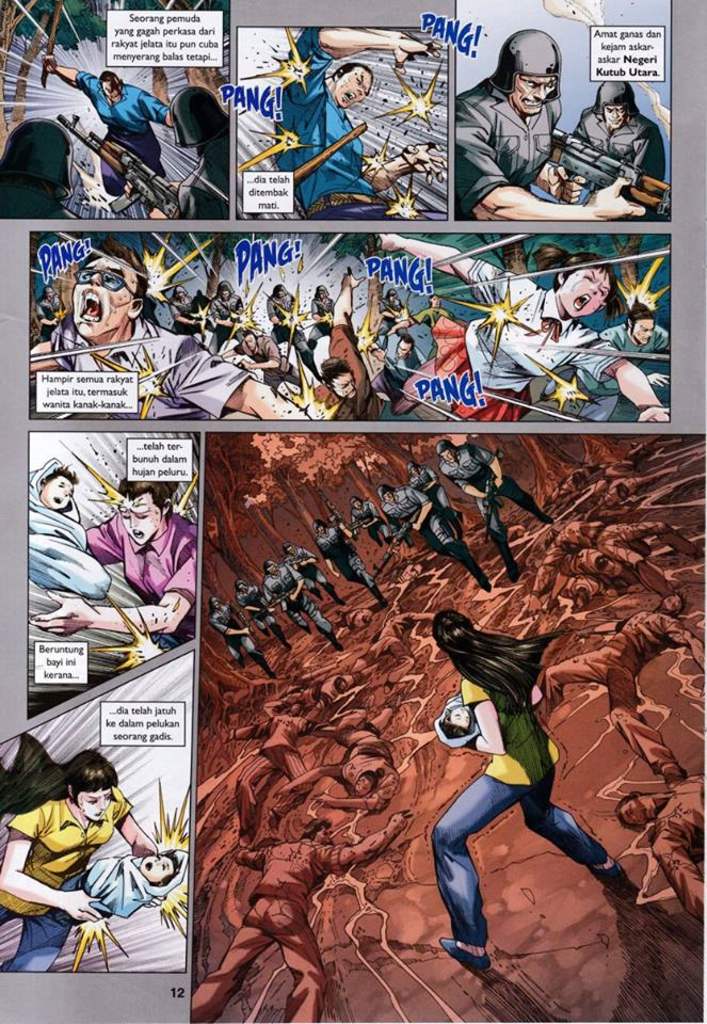 Seorang pemuda
yang gagah perkasa dari
rakyat jelata itu pun cuba
menyerang balas tetapi...
PANG!
PANG!
...dia telah
ditembak
mati.
Amat ganas dan
kejam askar-
askar Negeri
Kutub Utara.
PANG!
PANG!
PANG!
PANG!
Hampir semua rakyat
jelata itu, termasuk
wanita kanak-kanak...
...telah ter-
bunuh dalam
hujan peluru.
Beruntung
bayi ini
kerana...
...dia telah jatuh
ke dalam pelukan
seorang gadis.
12